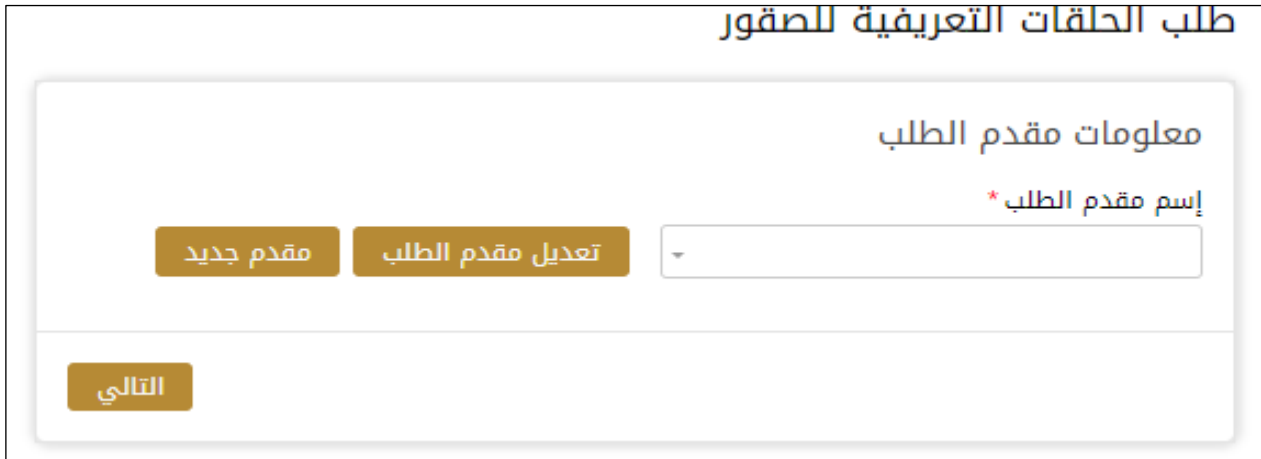 طلب الحلقات التعريفية للصقور
معلومات مقدم الطلب
إسم مقدم الطلب *
تعديل مقدم الطلب مقدم جديد
التالي